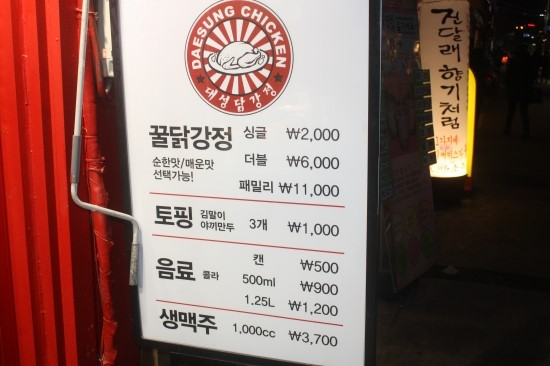 DAESUNG CHICKEN
대성닭강정
꿀닭강정 싱글 ₩2,000
순한맛/매운맛 더블 ₩6,000
선택가능!
패밀리 ₩11,000
토핑 김말이 야끼만두 3개 ₩1,000
음료 콜라 캔 ₩500
500ml ₩900
1.25L ₩1,200
생맥주 1,000cc ₩3,700
진달래
향기처럼